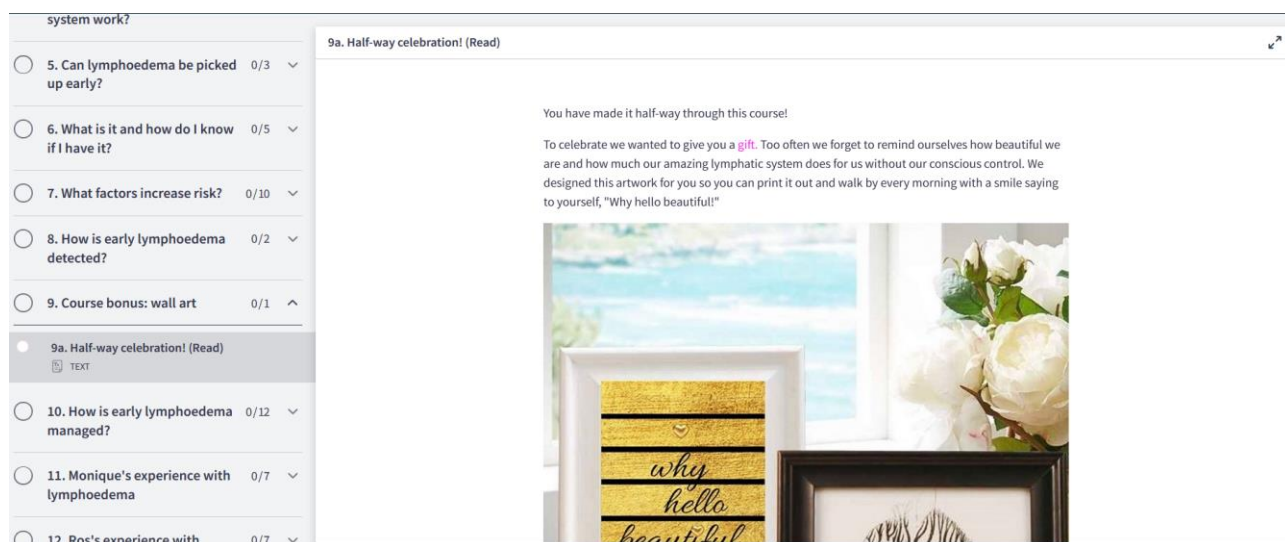 system work?
5. Can lymphoedema be picked 0/3
up early?
6. What is it and how do I know 0/5
if I have it?
7. What factors increase risk? 0/10
8. How is early lymphoedema 0/2
detected?
9. Course bonus: wall art 0/1
9a. Half-way celebration! (Read)
TEXT
10. How is early lymphoedema 0/12
managed?
11. Monique's experience with 0/7
lymphoedema
12. Ros's experience with 0/7
9a. Half-way celebration! (Read)
You have made it half-way through this course!
To celebrate we wanted to give you a gift. Too often we forget to remind ourselves how beautiful we
are and how much our amazing lymphatic system does for us without our conscious control. We
designed this artwork for you so you can print it out and walk by every morning with a smile saying
to yourself, "Why hello beautiful!"
why
hello
beautiful